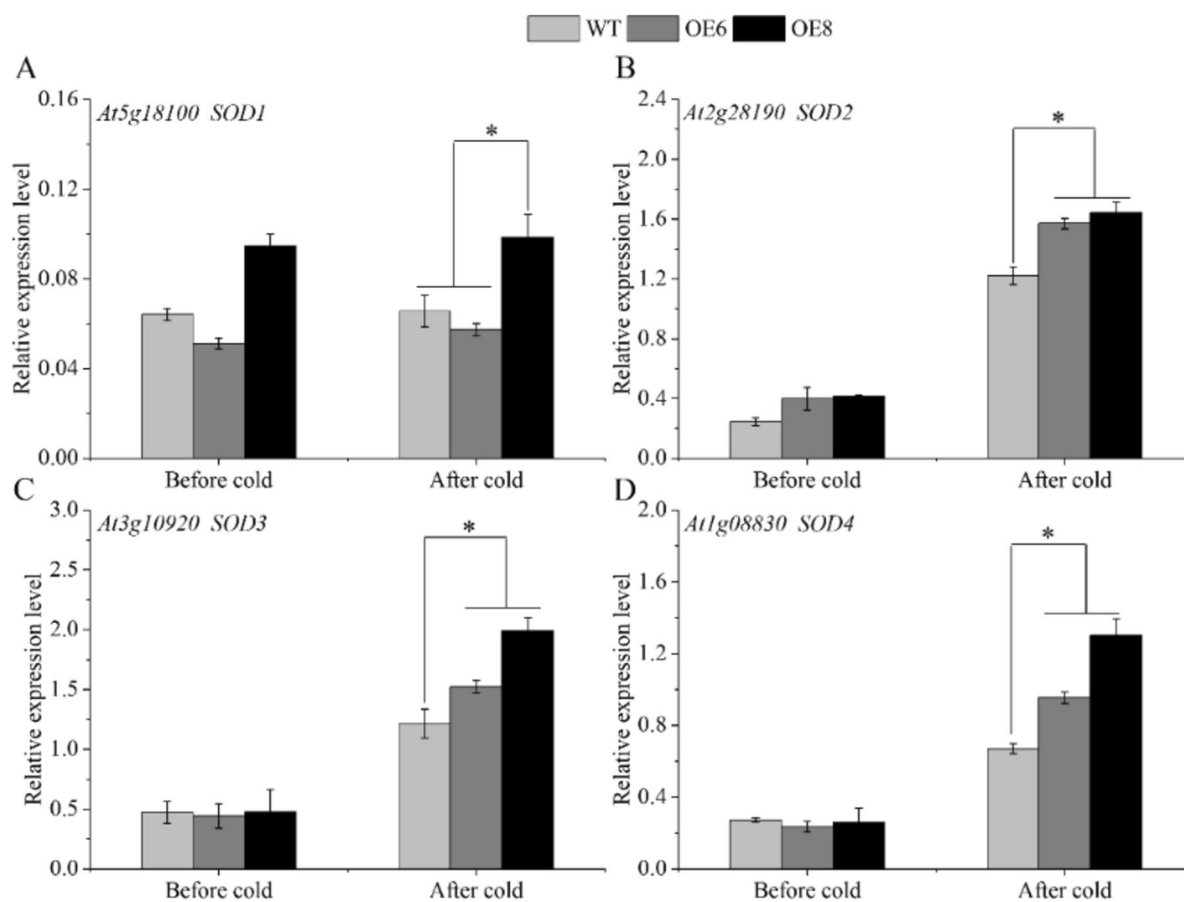 WT OE6 OE8
A
At5g18100 SOD1
*
Relative expression level
0.16
0.12
0.08
0.04
0.00
Before cold After cold
B
At2g28190 SOD2
*
Relative expression level
2.4
2.0
1.6
1.2
0.8
0.4
0.0
Before cold After cold
C
At3g10920 SOD3
*
Relative expression level
3.0
2.5
2.0
1.5
1.0
0.5
0.0
Before cold After cold
D
At1g08830 SOD4
*
Relative expression level
2.0
1.6
1.2
0.8
0.4
0.0
Before cold After cold